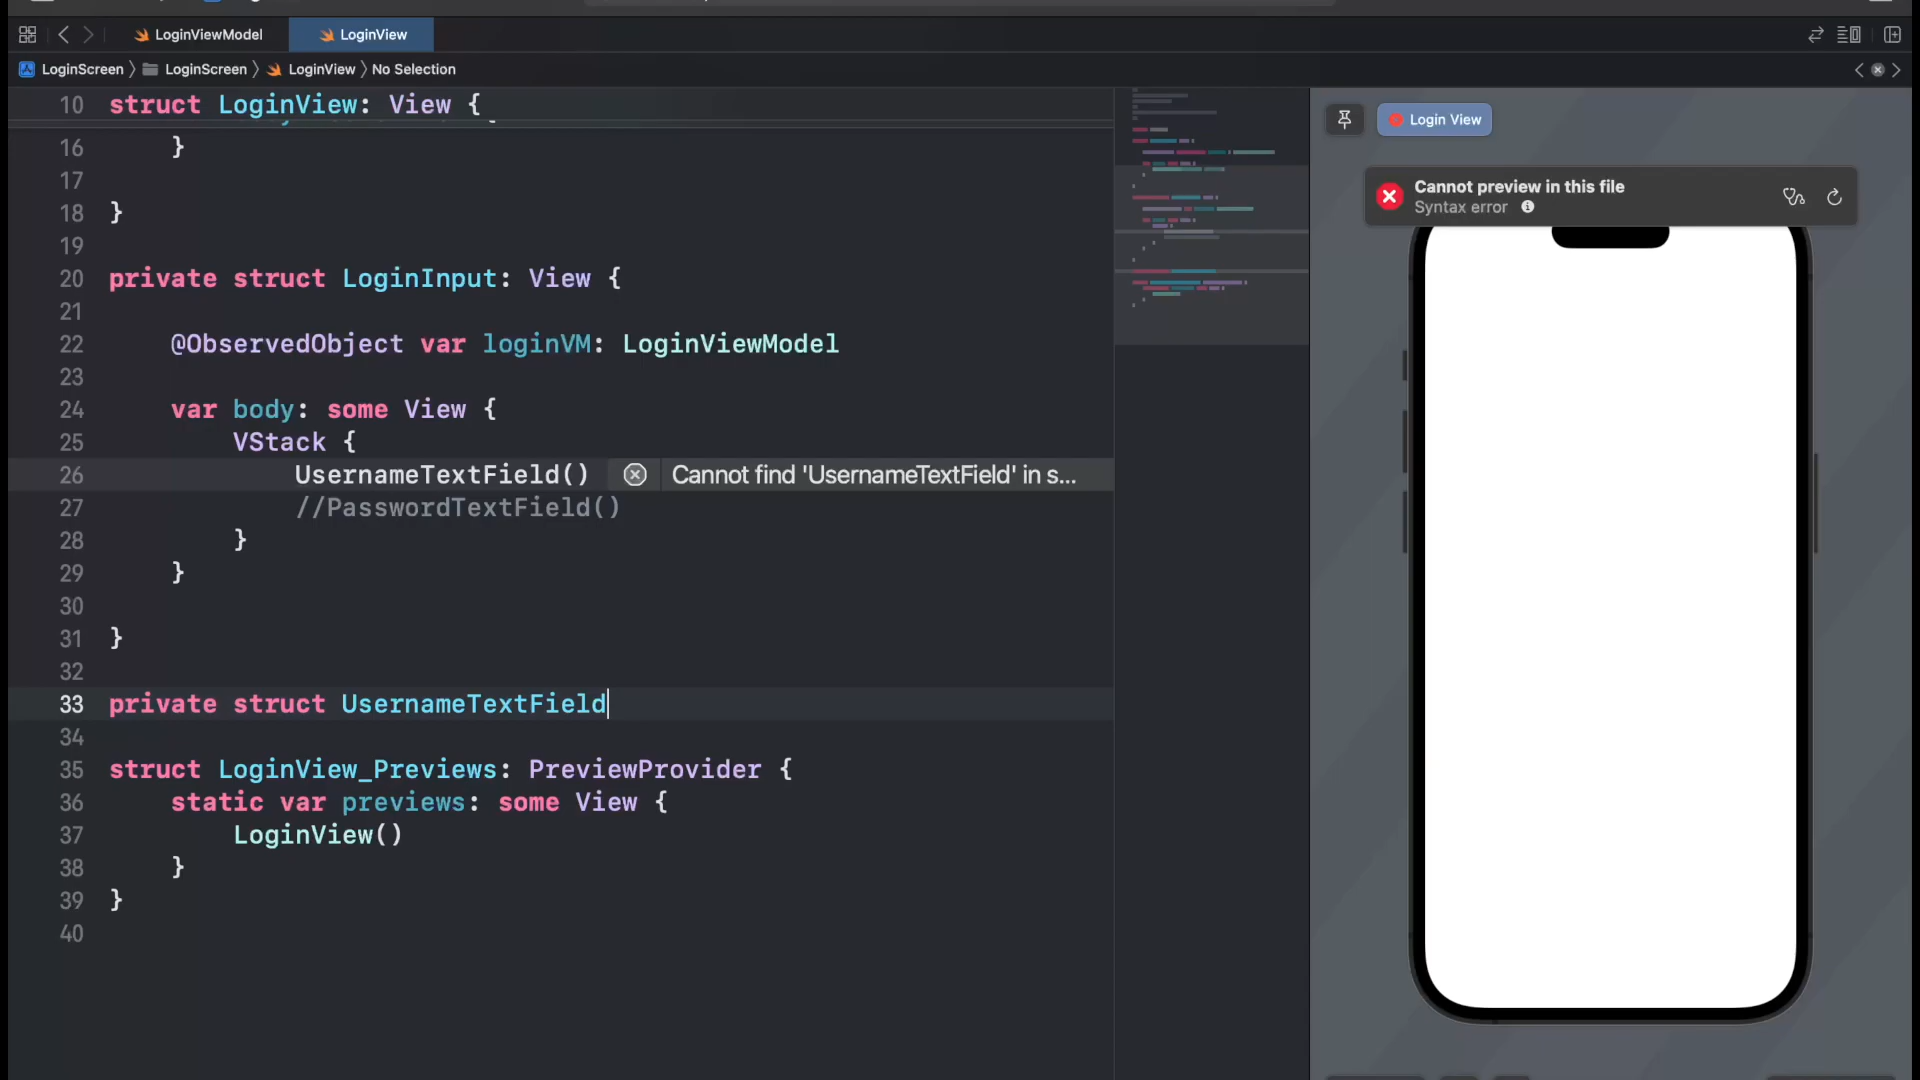 LoginViewModel
LoginView
LoginScreen
LoginScreen
LoginView
No Selection
10 struct LoginView: View {
16 }
17
18 }
19
20 private struct LoginInput: View {
21
22 @ObservedObject var loginVM: LoginViewModel
23
24 var body: some View {
25 VStack {
26 UsernameTextField() Cannot find 'UsernameTextField' in s...
27 //PasswordTextField()
28 }
29 }
30
31 }
32
33 private struct UsernameTextField
34
35 struct LoginView_Previews: PreviewProvider {
36 static var previews: some View {
37 LoginView()
38 }
39 }
40
Login View
Cannot preview in this file
Syntax error